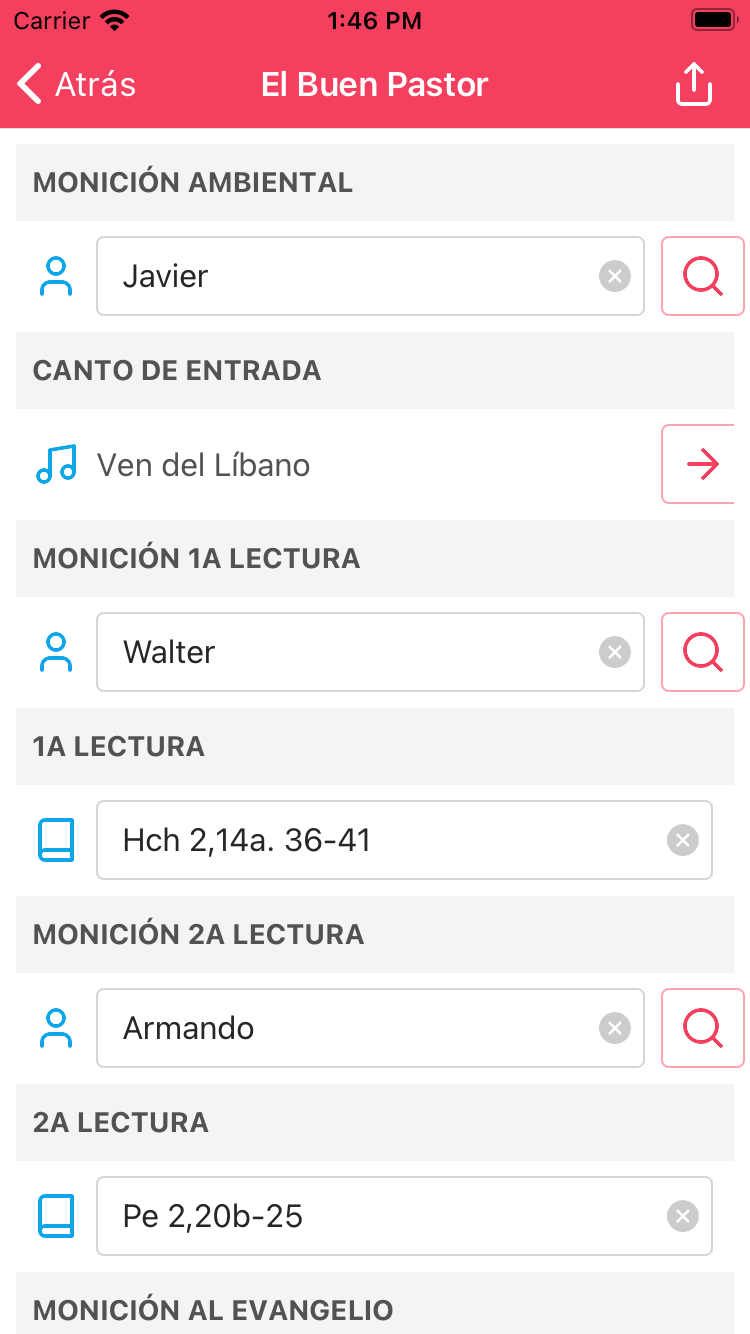 Carrier 1:46 PM
Atrás El Buen Pastor
MONICIÓN AMBIENTAL
Javier
CANTO DE ENTRADA
Ven del Líbano
MONICIÓN 1A LECTURA
Walter
1A LECTURA
Hch 2,14a. 36-41
MONICIÓN 2A LECTURA
Armando
2A LECTURA
Pe 2,20b-25
MONICIÓN AL EVANGELIO